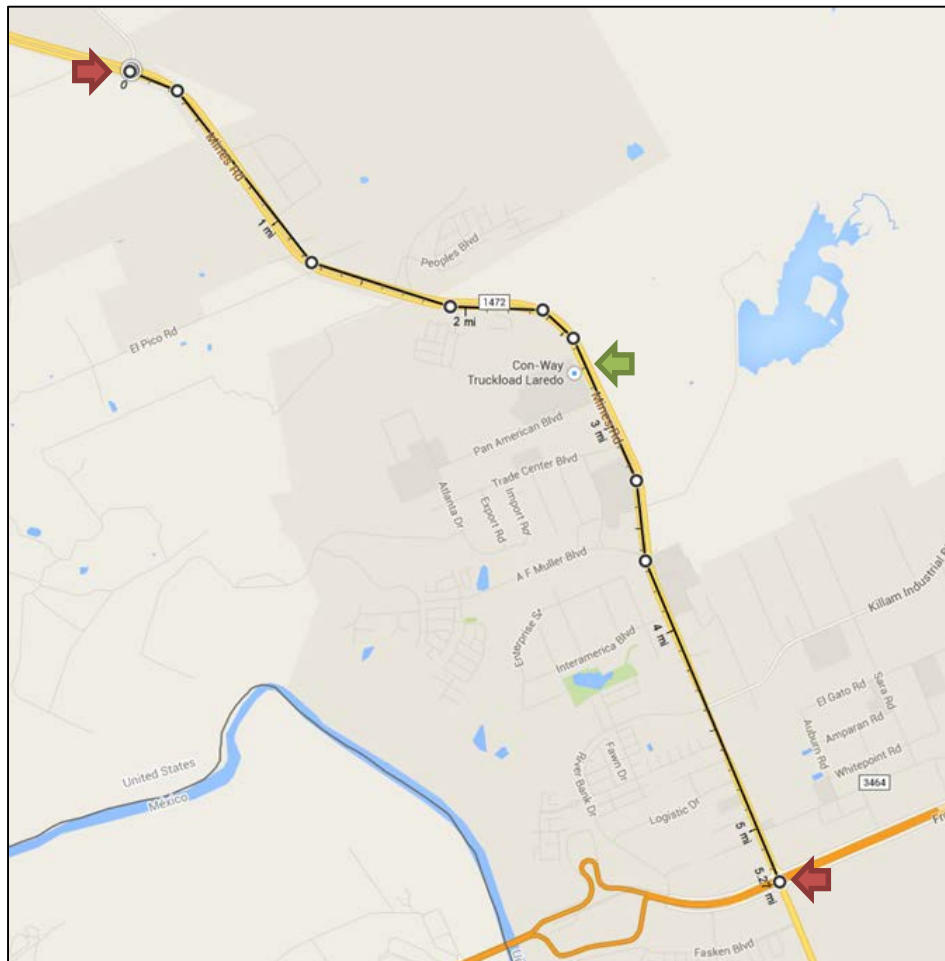 0
Mines Rd
1 mi
Peoples Blvd
El Pico Rd
2 mi
1472
Con-Way
Truckload Laredo
Mines Rd
3 mi
Pan American Blvd
Trade Center Blvd
Atlanta Dr
Export Rd
Import Rd
A F Muller Blvd
Killam Industrial
Enterprise St
4 mi
Interamerica Blvd
El Gato Rd
Sara Rd
Auburn Rd
Amparan Rd
Whitepoint Rd
3464
United States
México
River Bank Dr
Fawn Dr
Logistic Dr
5 mi
5.27 mi
Fasken Blvd